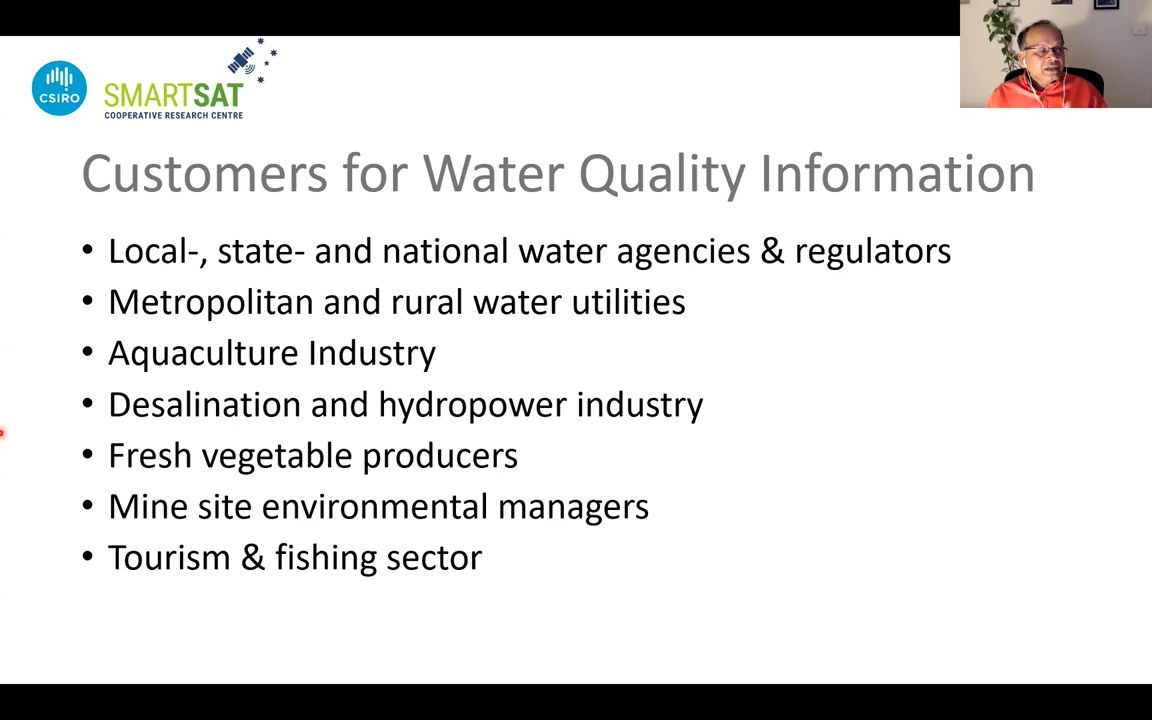 CSIRO
SMARTSAT
COOPERATIVE RESEARCH CENTRE
Customers for Water Quality Information
• Local-, state- and national water agencies & regulators
• Metropolitan and rural water utilities
• Aquaculture Industry
• Desalination and hydropower industry
• Fresh vegetable producers
• Mine site environmental managers
• Tourism & fishing sector